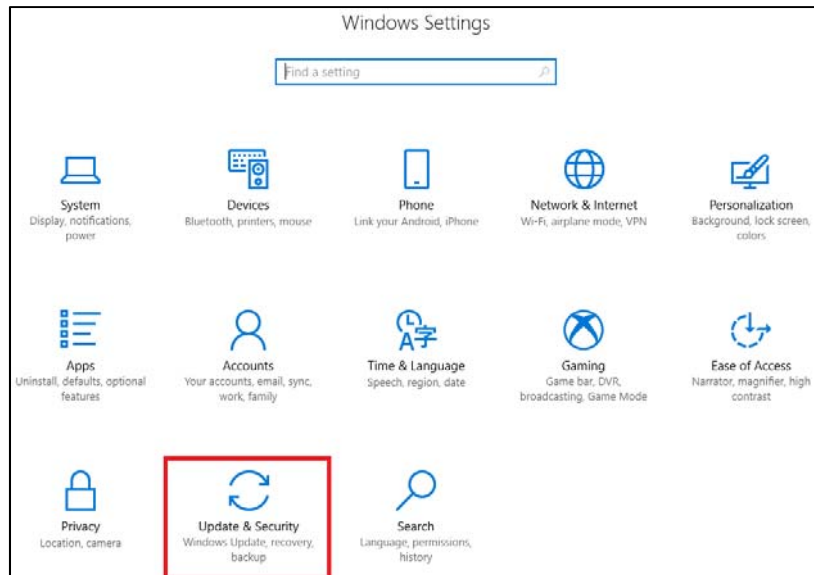 Windows Settings
Find a setting
System
Display, notifications,
power
Devices
Bluetooth, printers, mouse
Phone
Link your Android, iPhone
Network & Internet
Wi-Fi, airplane mode, VPN
Personalization
Background, lock screen,
colors
Apps
Uninstall, defaults, optional
features
Accounts
Your accounts, email, sync,
work, family
Time & Language
Speech, region, date
Gaming
Game bar, DVR,
broadcasting, Game Mode
Ease of Access
Narrator, magnifier, high
contrast
Privacy
Location, camera
Update & Security
Windows Update, recovery,
backup
Search
Language, permissions,
history